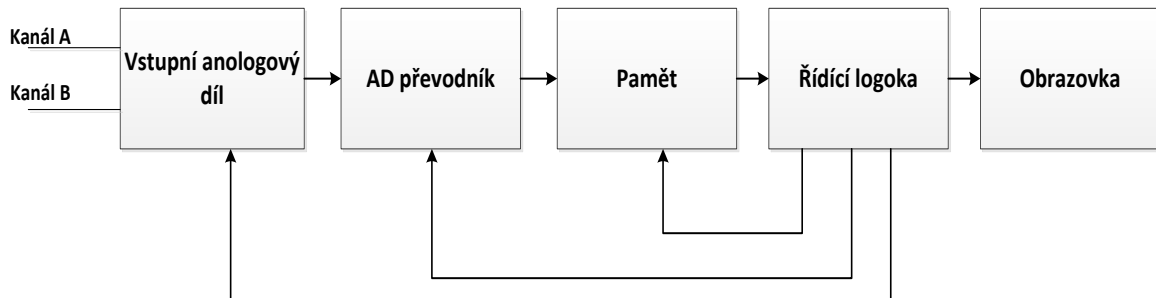 Kanál A
Kanál B
Vstupní anologový
díl
AD převodník
Pamět
Řídící logoka
Obrazovka